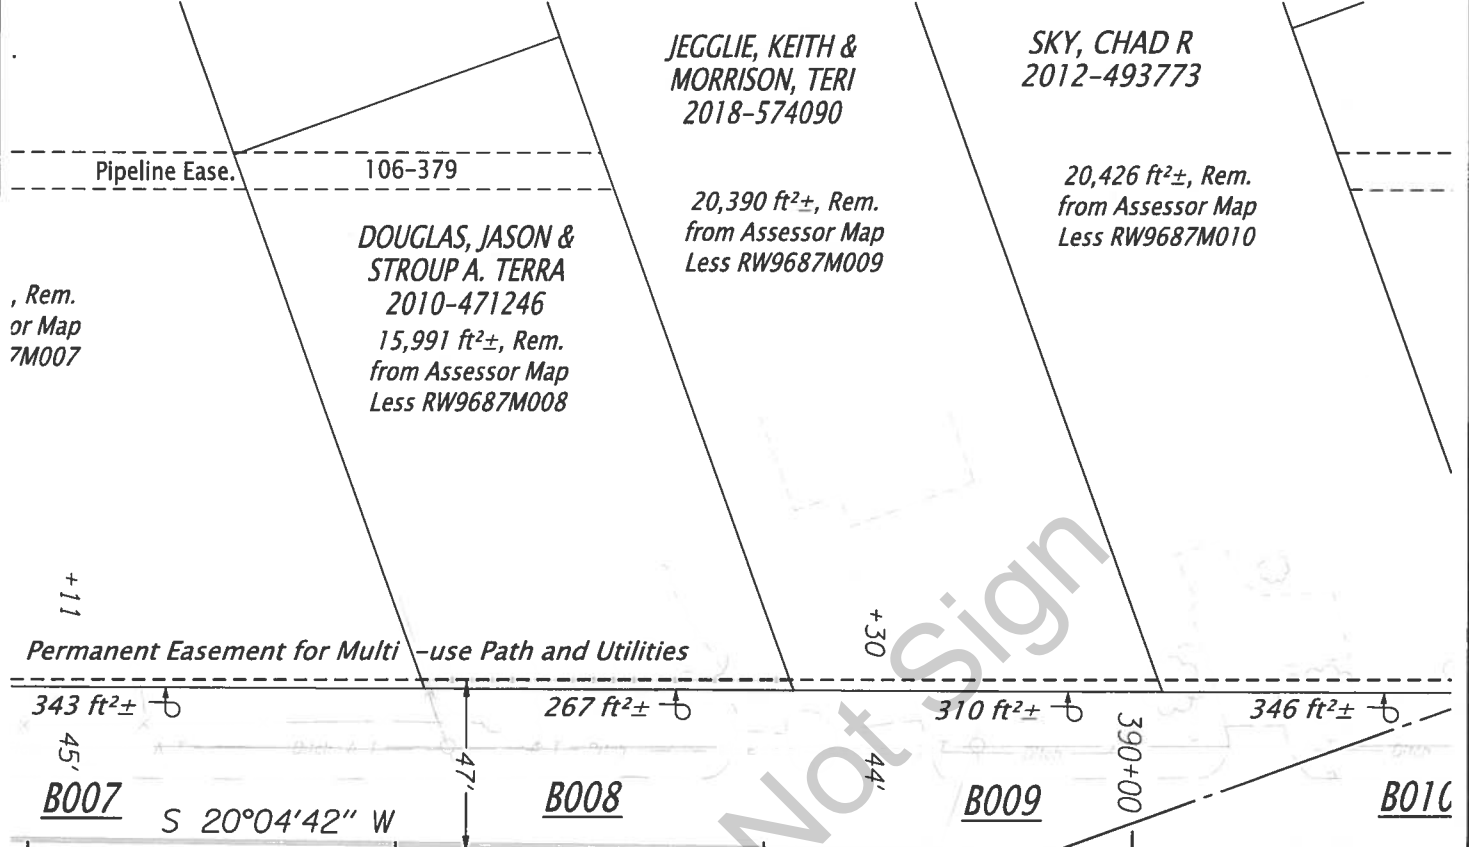 JEGGLIE, KEITH &
MORRISON, TERI
2018-574090
SKY, CHAD R
2012-493773
Pipeline Ease.
106-379
20,390 ft²±, Rem.
from Assessor Map
Less RW9687M009
20,426 ft²±, Rem.
from Assessor Map
Less RW9687M010
DOUGLAS, JASON &
STROUP A. TERRA
2010-471246
15,991 ft²±, Rem.
from Assessor Map
Less RW9687M008
, Rem.
or Map
7M007
+11
+30
Permanent Easement for Multi -use Path and Utilities
343 ft²±
267 ft²±
310 ft²±
346 ft²±
45'
47'
44'
390+00
B007
B008
B009
B010
S 20°04'42" W
Not Sign